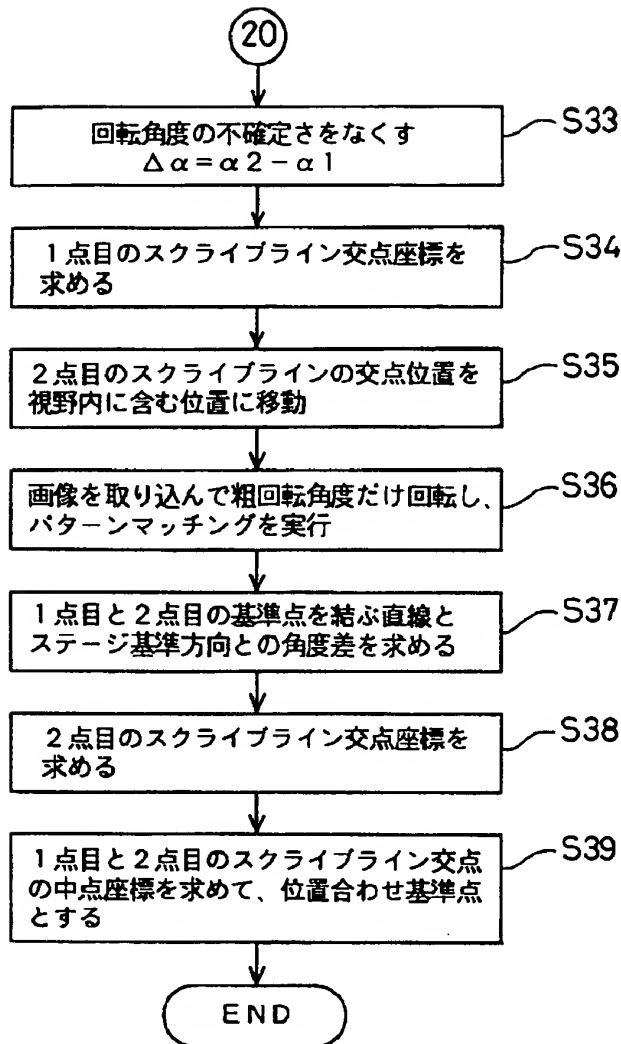 20
回転角度の不確定さをなくす
△α=α2−α1
S33
1点目のスクライブライン交点座標を
求める
S34
2点目のスクライブラインの交点位置を
視野内に含む位置に移動
S35
画像を取り込んで粗回転角度だけ回転し、
パターンマッチングを実行
S36
1点目と2点目の基準点を結ぶ直線と
ステージ基準方向との角度差を求める
S37
2点目のスクライブライン交点座標を
求める
S38
1点目と2点目のスクライブライン交点
の中点座標を求めて、位置合わせ基準点
とする
S39
END